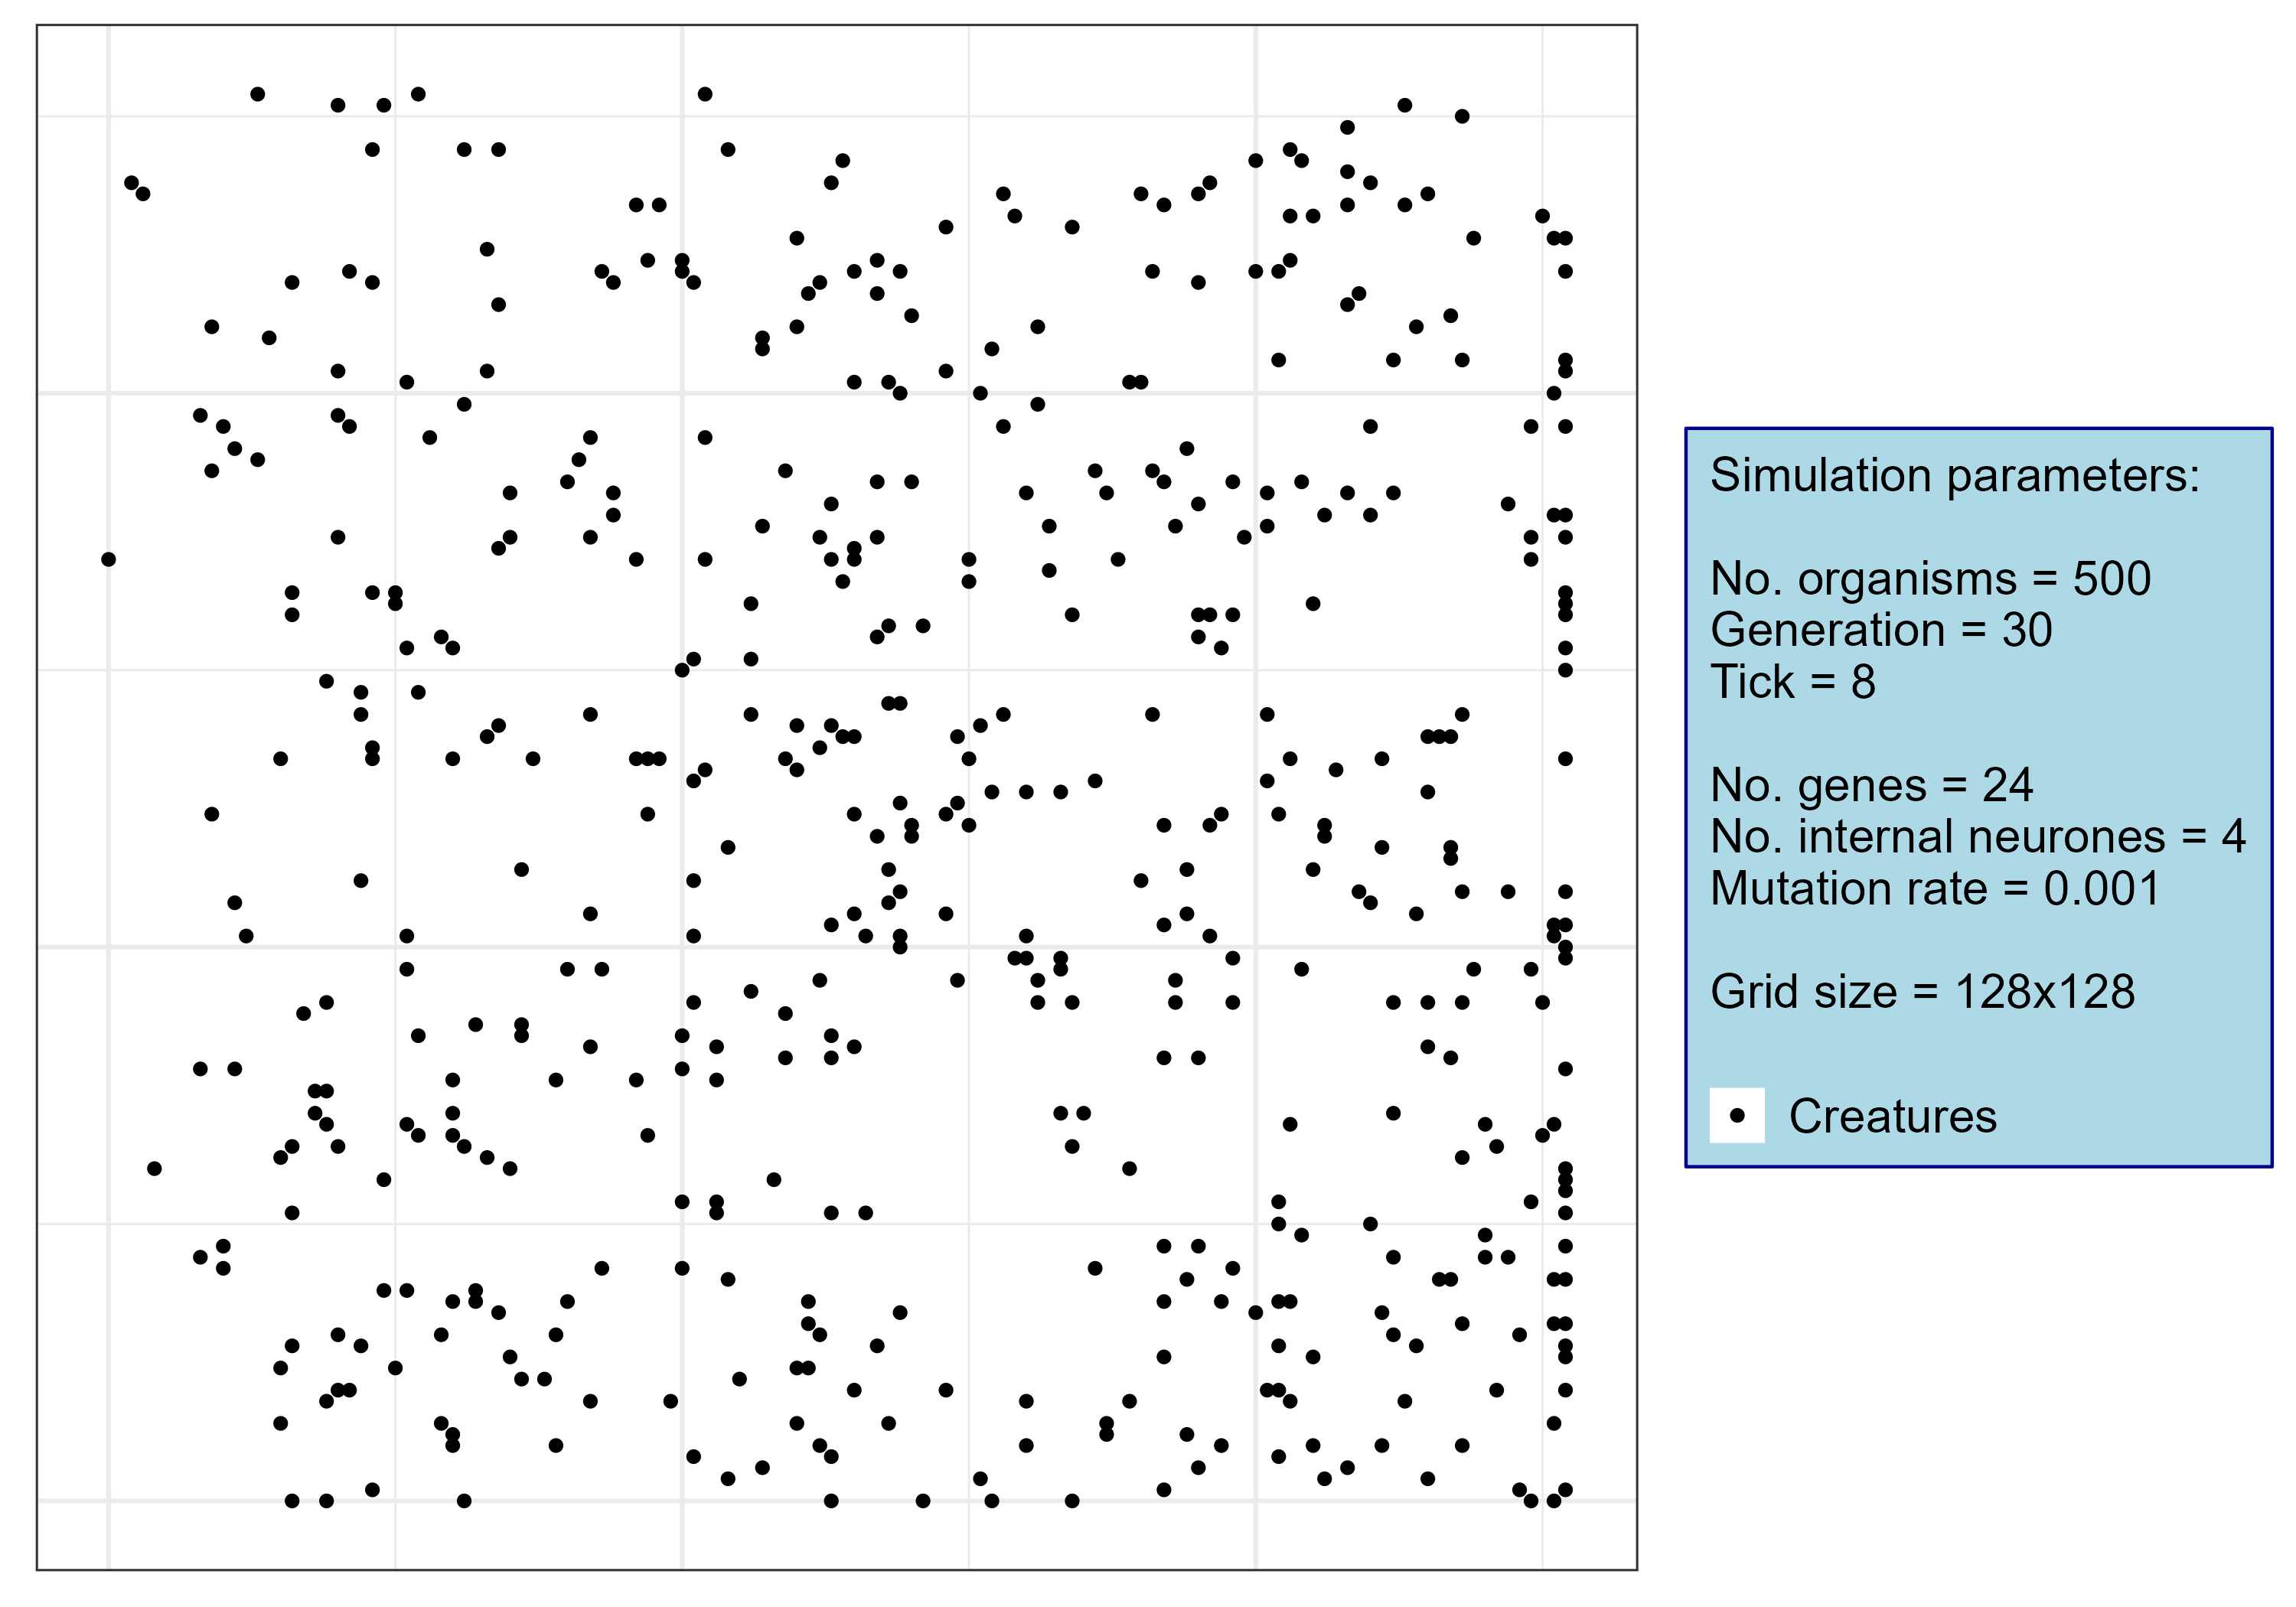 Simulation parameters:
No. organisms = 500
Generation = 30
Tick = 8
No. genes = 24
No. internal neurones = 4
Mutation rate = 0.001
Grid size = 128x128
Creatures